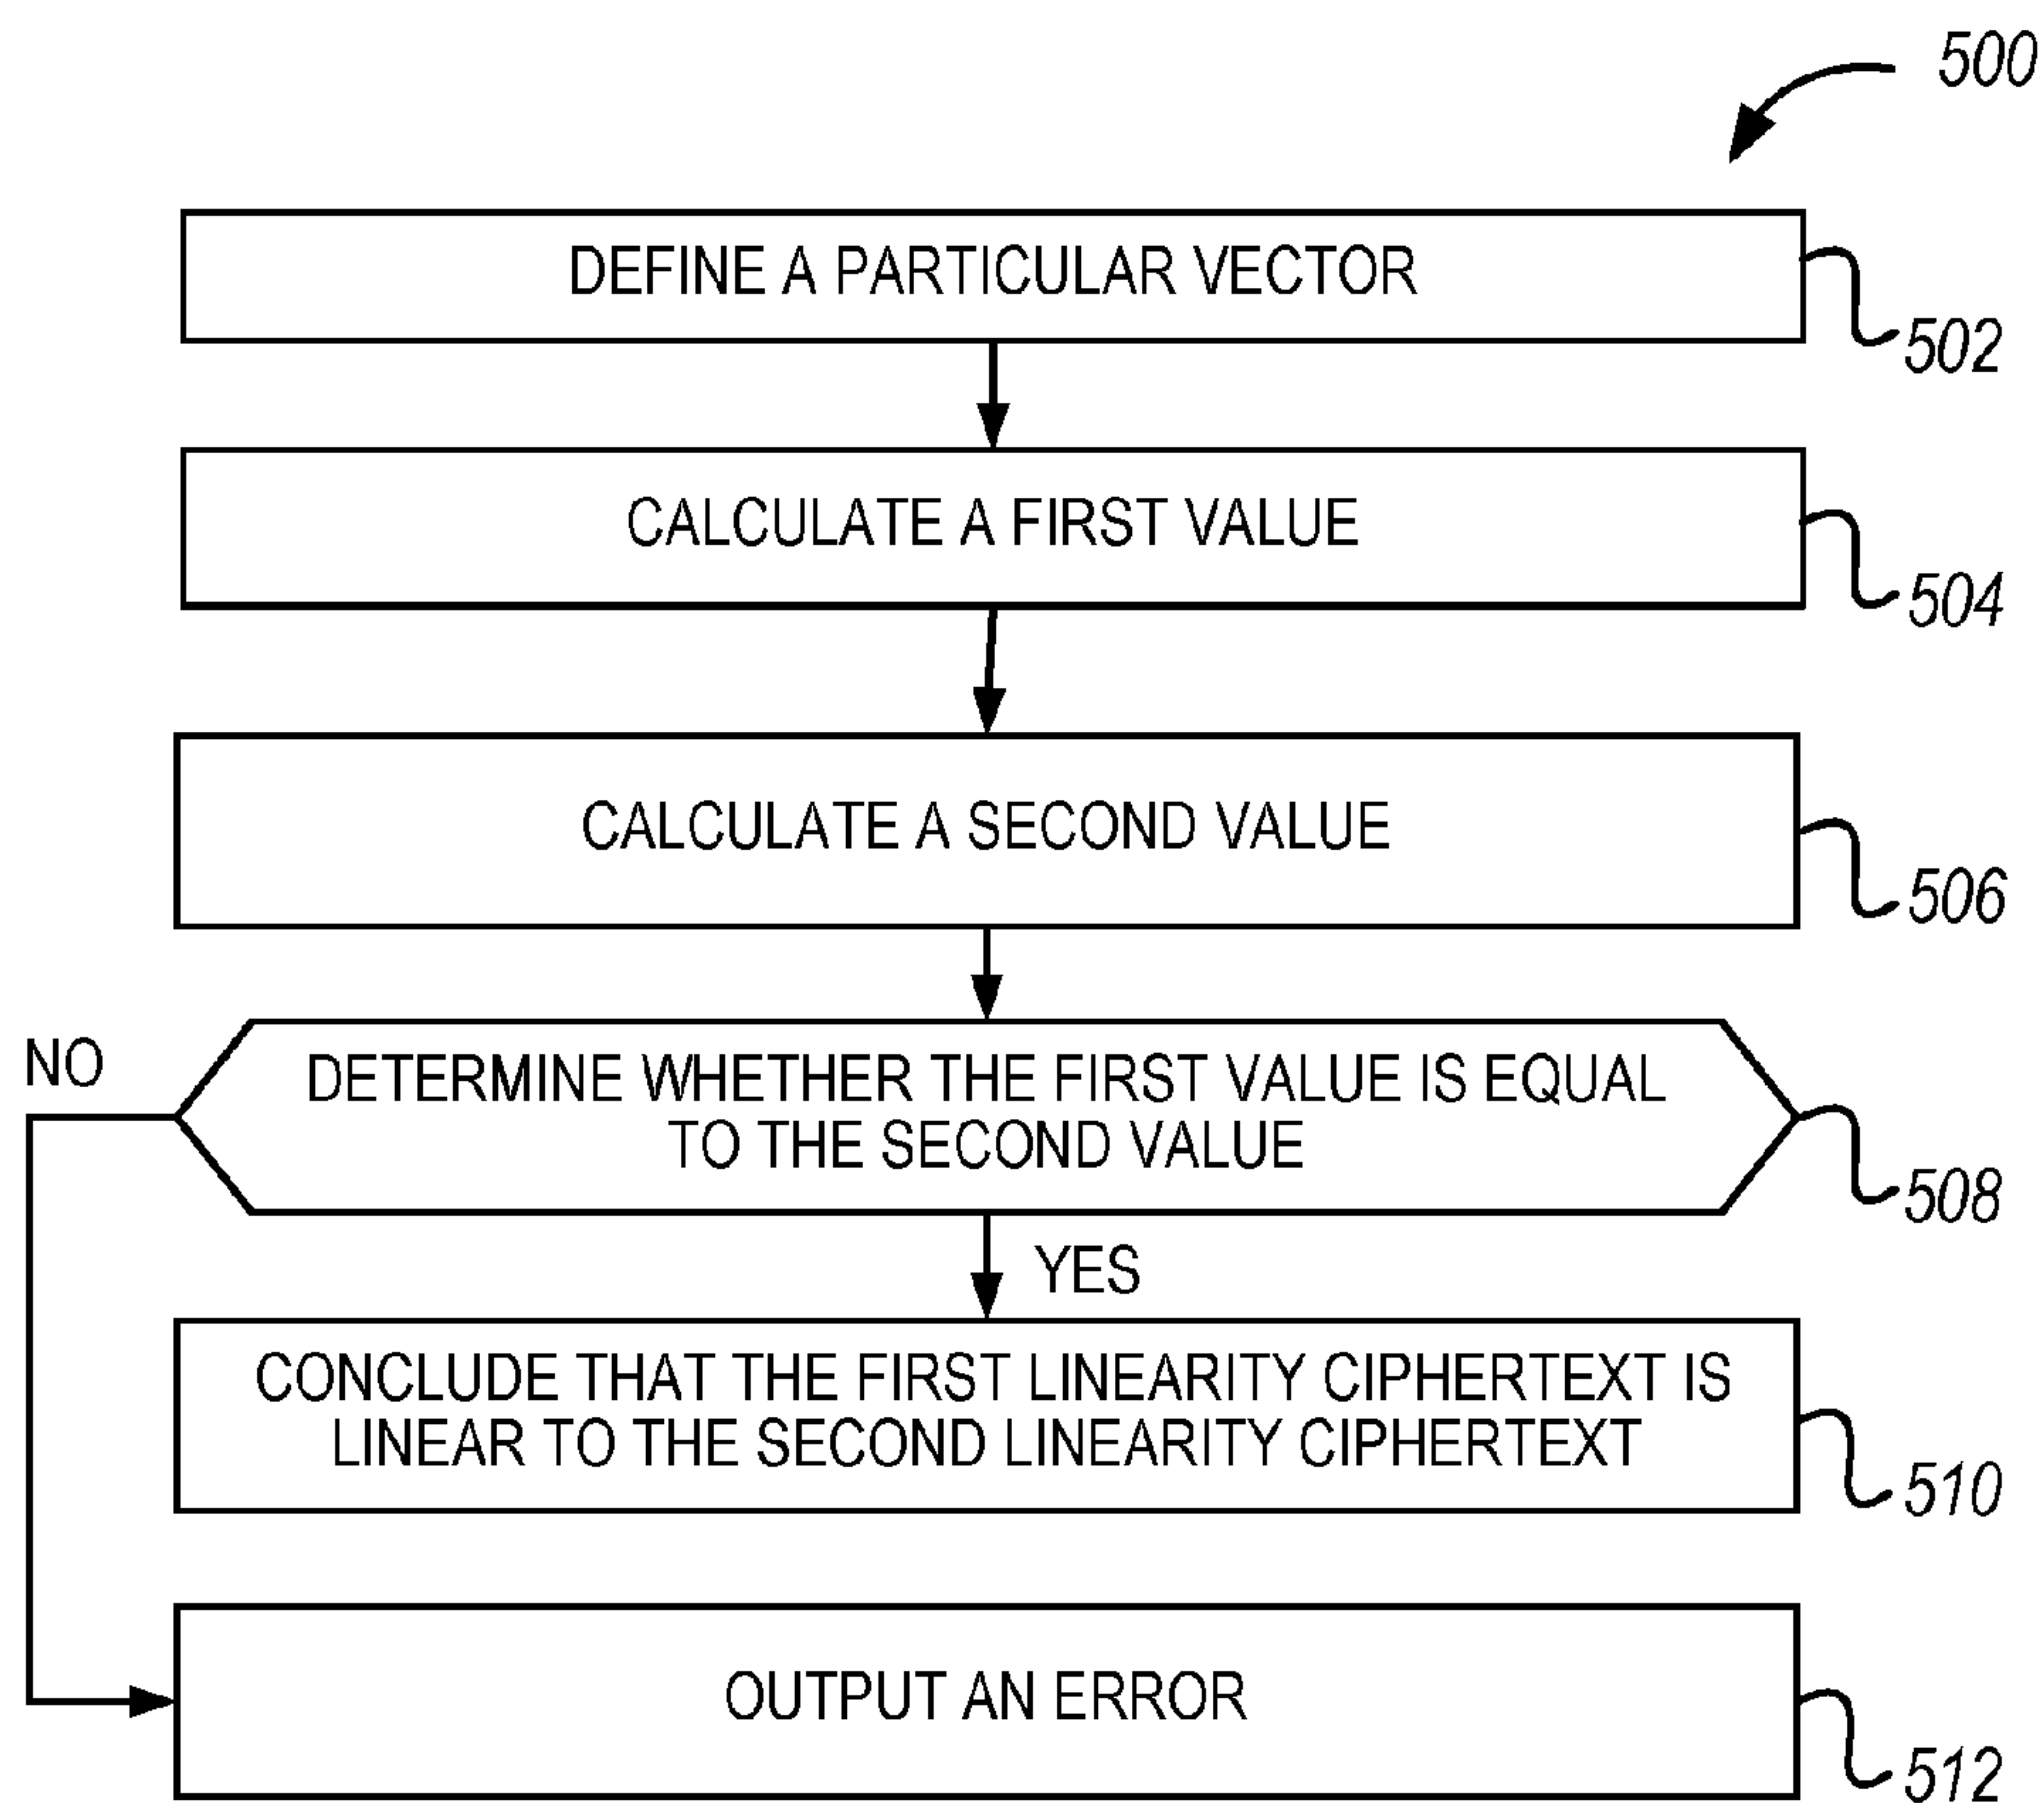 500
DEFINE A PARTICULAR VECTOR
502
CALCULATE A FIRST VALUE
504
CALCULATE A SECOND VALUE
506
NO
DETERMINE WHETHER THE FIRST VALUE IS EQUAL
TO THE SECOND VALUE
508
YES
CONCLUDE THAT THE FIRST LINEARITY CIPHERTEXT IS
LINEAR TO THE SECOND LINEARITY CIPHERTEXT
510
OUTPUT AN ERROR
512